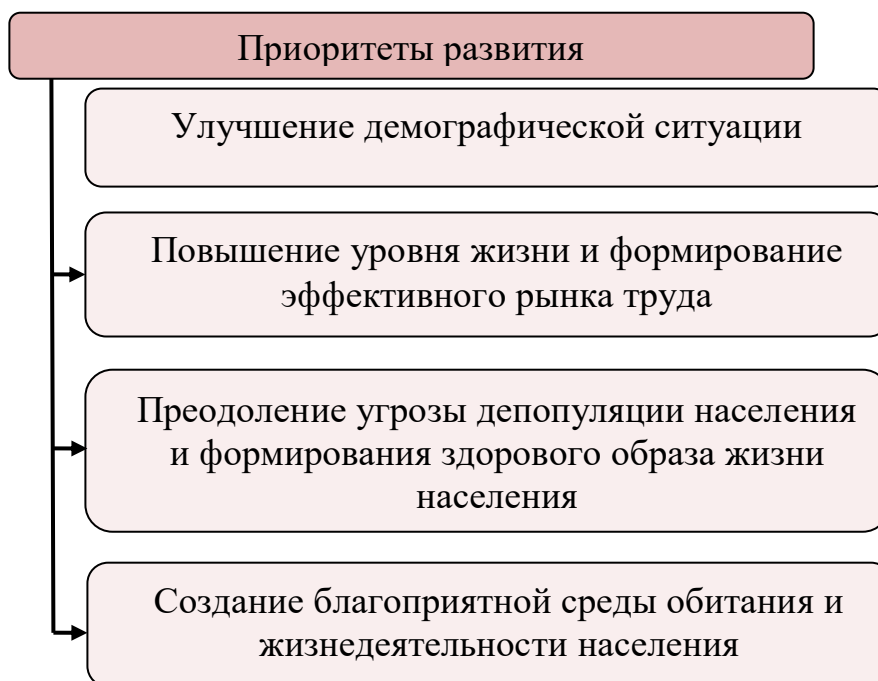 Приоритеты развития
Улучшение демографической ситуации
Повышение уровня жизни и формирование
эффективного рынка труда
Преодоление угрозы депопуляции населения
и формирования здорового образа жизни
населения
Создание благоприятной среды обитания и
жизнедеятельности населения